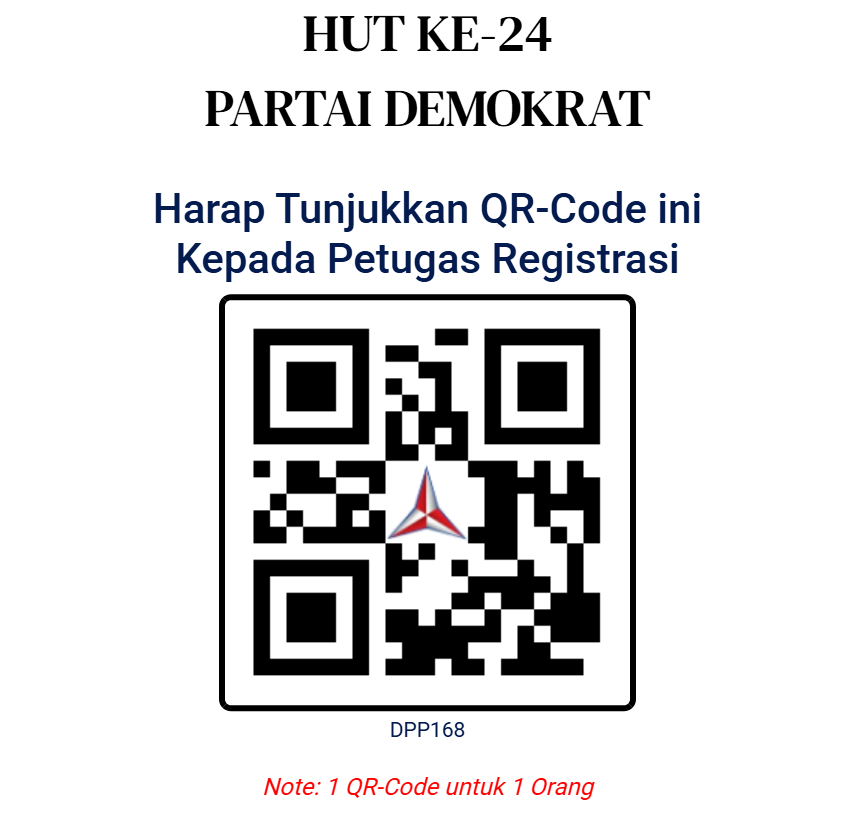 HUT KE-24
PARTAI DEMOKRAT
Harap Tunjukkan QR-Code ini
Kepada Petugas Registrasi
DPP168
Note: 1 QR-Code untuk 1 Orang